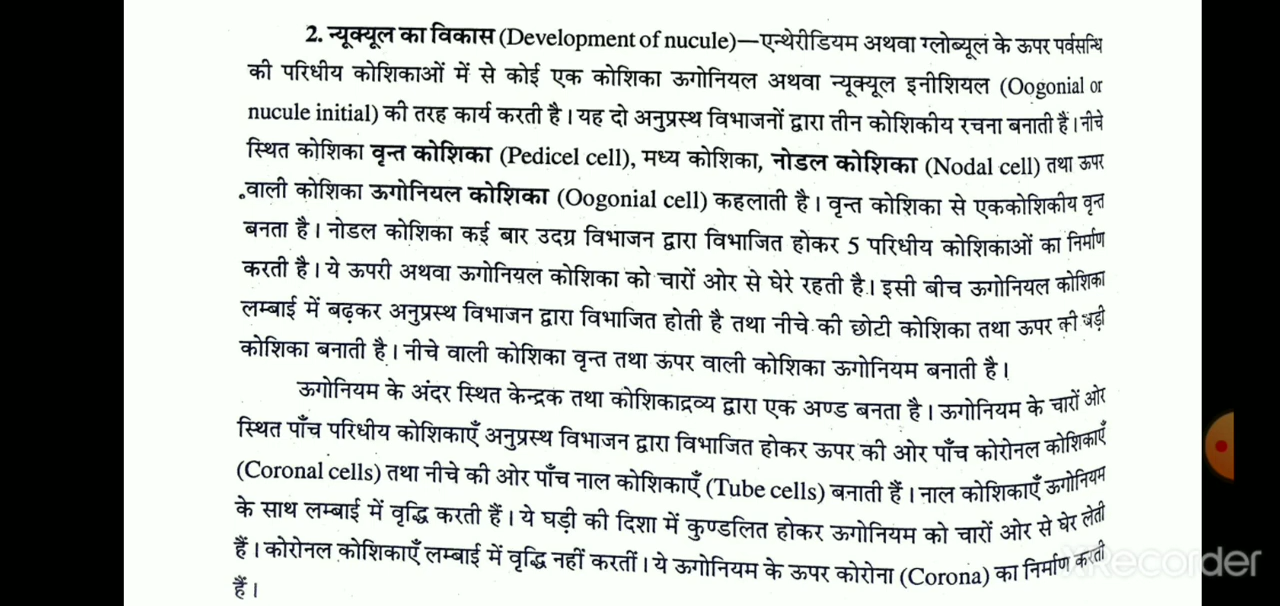 2. न्यूक्यूल का विकास (Development of nucule)—एन्थेरीडियम अथवा ग्लोब्यूल के ऊपर पर्वसन्धि
की परिधीय कोशिकाओं में से कोई एक कोशिका ऊगोनियल अथवा न्यूक्यूल इनीशियल (Oogonial or
nucule initial) की तरह कार्य करती है। यह दो अनुप्रस्थ विभाजनों द्वारा तीन कोशिकीय रचना बनाती हैं। नीचे
स्थित कोशिका वृन्त कोशिका (Pedicel cell), मध्य कोशिका, नोडल कोशिका (Nodal cell) तथा ऊपर
वाली कोशिका ऊगोनियल कोशिका (Oogonial cell) कहलाती है। वृन्त कोशिका से एककोशिकीय वृन्त
बनता है। नोडल कोशिका कई बार उदग्र विभाजन द्वारा विभाजित होकर 5 परिधीय कोशिकाओं का निर्माण
करती है। ये ऊपरी अथवा ऊगोनियल कोशिका को चारों ओर से घेरे रहती है। इसी बीच ऊगोनियल कोशिका
लम्बाई में बढ़कर अनुप्रस्थ विभाजन द्वारा विभाजित होती है तथा नीचे की छोटी कोशिका तथा ऊपर की बड़ी
कोशिका बनाती है। नीचे वाली कोशिका वृन्त तथा ऊपर वाली कोशिका ऊगोनियम बनाती है।
ऊगोनियम के अंदर स्थित केन्द्रक तथा कोशिकाद्रव्य द्वारा एक अण्ड बनता है। ऊगोनियम के चारों ओर
स्थित पाँच परिधीय कोशिकाएँ अनुप्रस्थ विभाजन द्वारा विभाजित होकर ऊपर की ओर पाँच कोरोनल कोशिकाएँ
(Coronal cells) तथा नीचे की ओर पाँच नाल कोशिकाएँ (Tube cells) बनाती हैं। नाल कोशिकाएँ ऊगोनियम
के साथ लम्बाई में वृद्धि करती हैं। ये घड़ी की दिशा में कुण्डलित होकर ऊगोनियम को चारों ओर से घेर लेती
हैं। कोरोनल कोशिकाएँ लम्बाई में वृद्धि नहीं करतीं। ये ऊगोनियम के ऊपर कोरोना (Corona) का निर्माण करती
हैं।
XRecorder